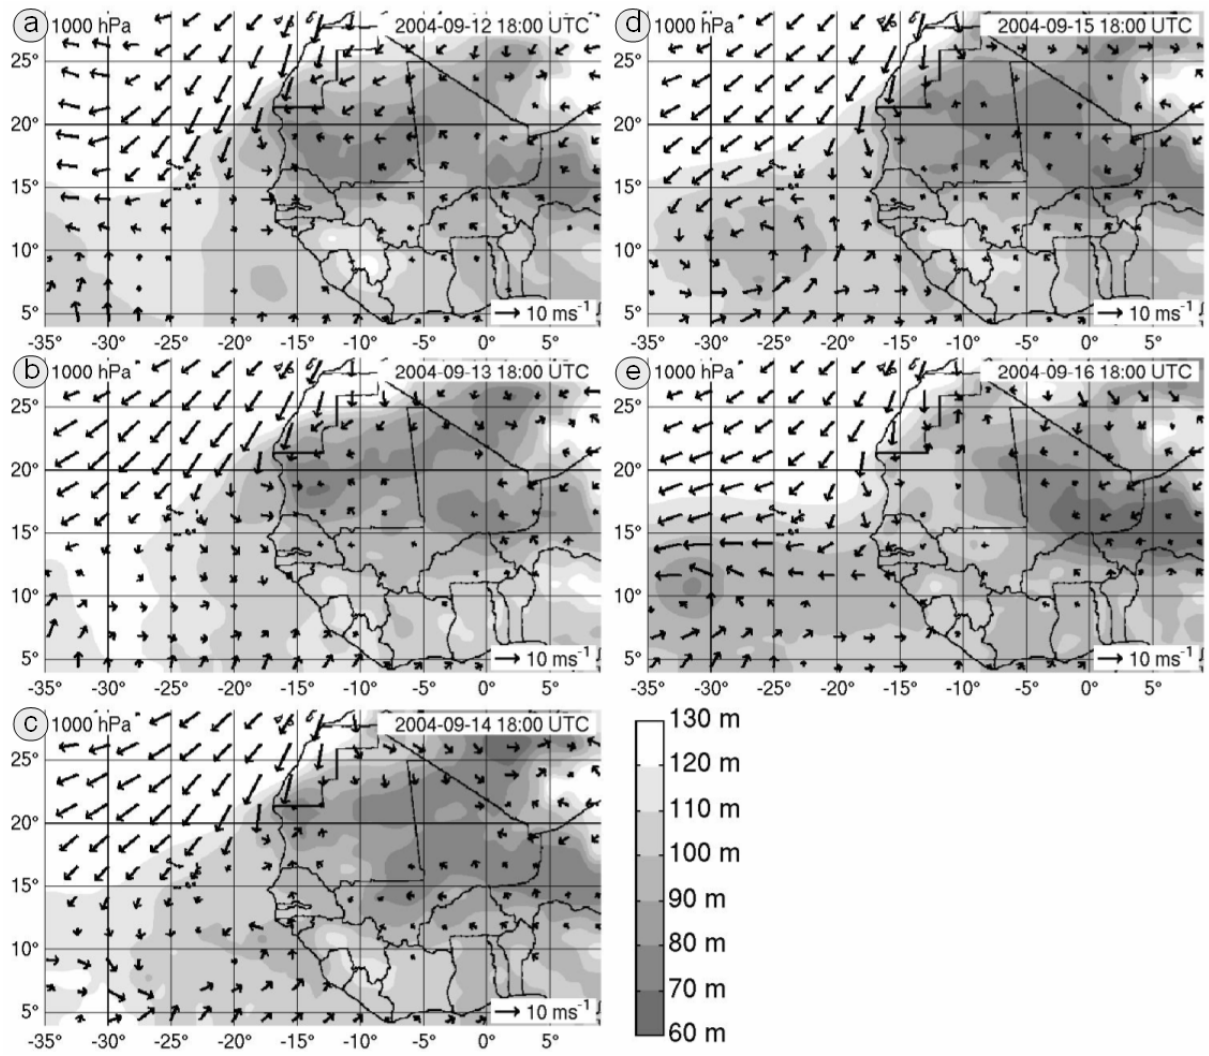 a 1000 hPa 2004-09-12 18:00 UTC
25°
20°
15°
10°
5°
10 ms-1
-35° -30° -25° -20° -15° -10° -5° 0° 5°
b 1000 hPa 2004-09-13 18:00 UTC
25°
20°
15°
10°
5°
10 ms-1
-35° -30° -25° -20° -15° -10° -5° 0° 5°
c 1000 hPa 2004-09-14 18:00 UTC
25°
20°
15°
10°
5°
10 ms-1
-35° -30° -25° -20° -15° -10° -5° 0° 5°
d 1000 hPa 2004-09-15 18:00 UTC
25°
20°
15°
10°
5°
10 ms-1
-35° -30° -25° -20° -15° -10° -5° 0° 5°
e 1000 hPa 2004-09-16 18:00 UTC
25°
20°
15°
10°
5°
10 ms-1
-35° -30° -25° -20° -15° -10° -5° 0° 5°
130 m
120 m
110 m
100 m
90 m
80 m
70 m
60 m